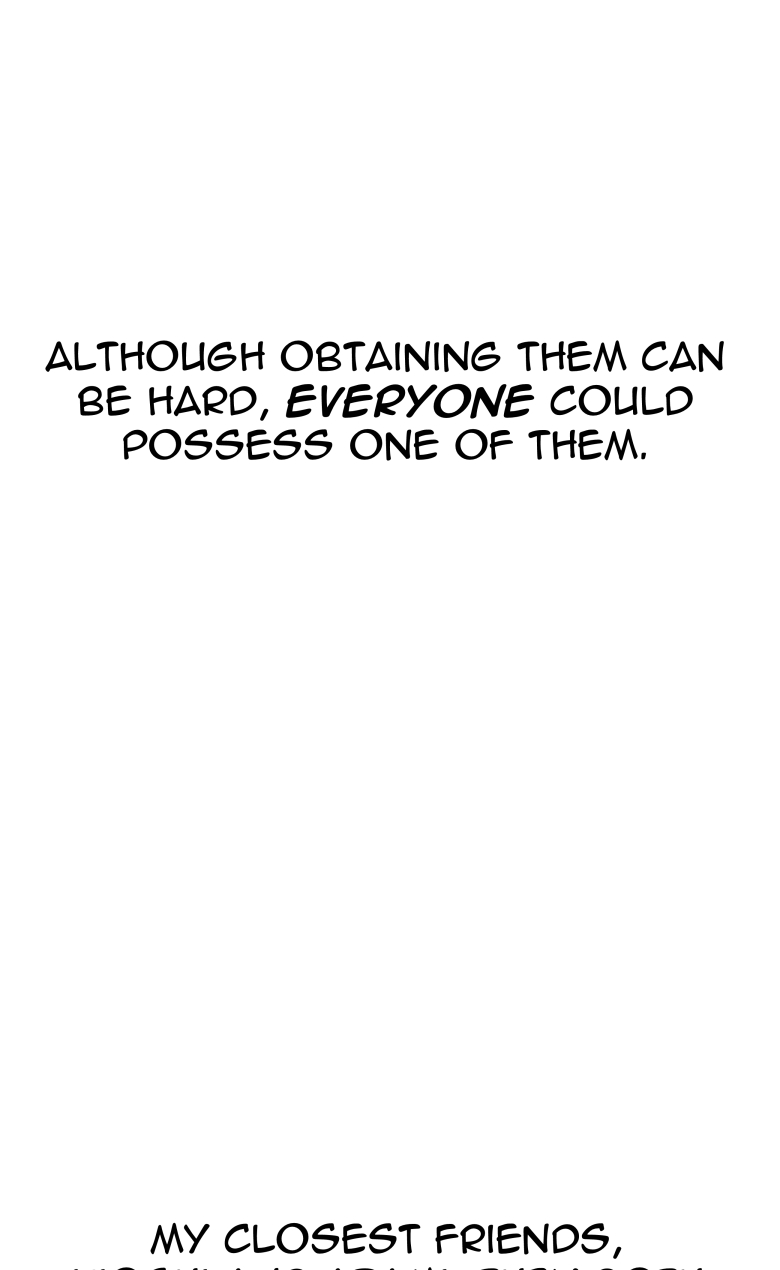 ALTHOUGH OBTAINING THEM CAN
BE HARD, EVERYONE COULD
POSSESS ONE OF THEM.
MY CLOSEST FRIENDS,